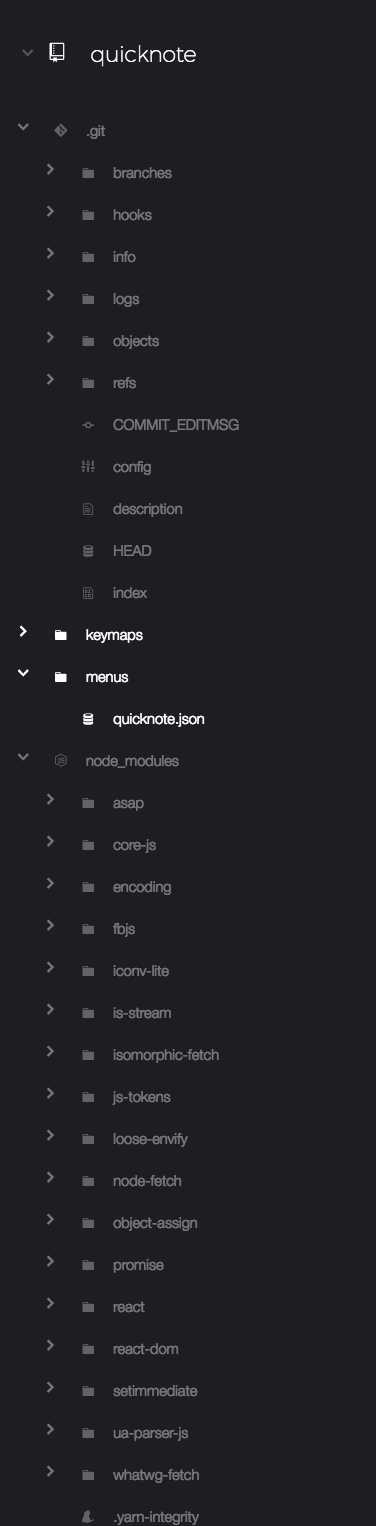 quicknote
.git
branches
hooks
info
logs
objects
refs
COMMIT_EDITMSG
config
description
HEAD
index
keymaps
menus
quicknote.json
node_modules
asap
core-js
encoding
fbjs
iconv-lite
is-stream
isomorphic-fetch
js-tokens
loose-envify
node-fetch
object-assign
promise
react
react-dom
setimmediate
ua-parser-js
whatwg-fetch
.yarn-integrity